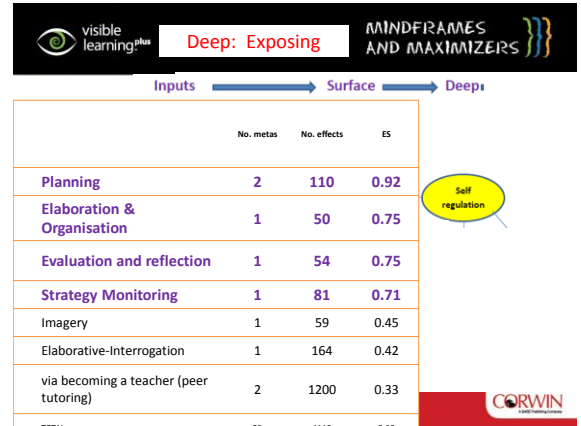 visible
learningplus
Deep: Exposing
MINDFRAMES
AND MAXIMIZERS
Inputs Surface Deep
No. metas No. effects ES
Planning 2 110 0.92
Elaboration &
Organisation 1 50 0.75
Evaluation and reflection 1 54 0.75
Strategy Monitoring 1 81 0.71
Imagery 1 59 0.45
Elaborative-Interrogation 1 164 0.42
via becoming a teacher (peer
tutoring) 2 1200 0.33
Self
regulation
CORWIN